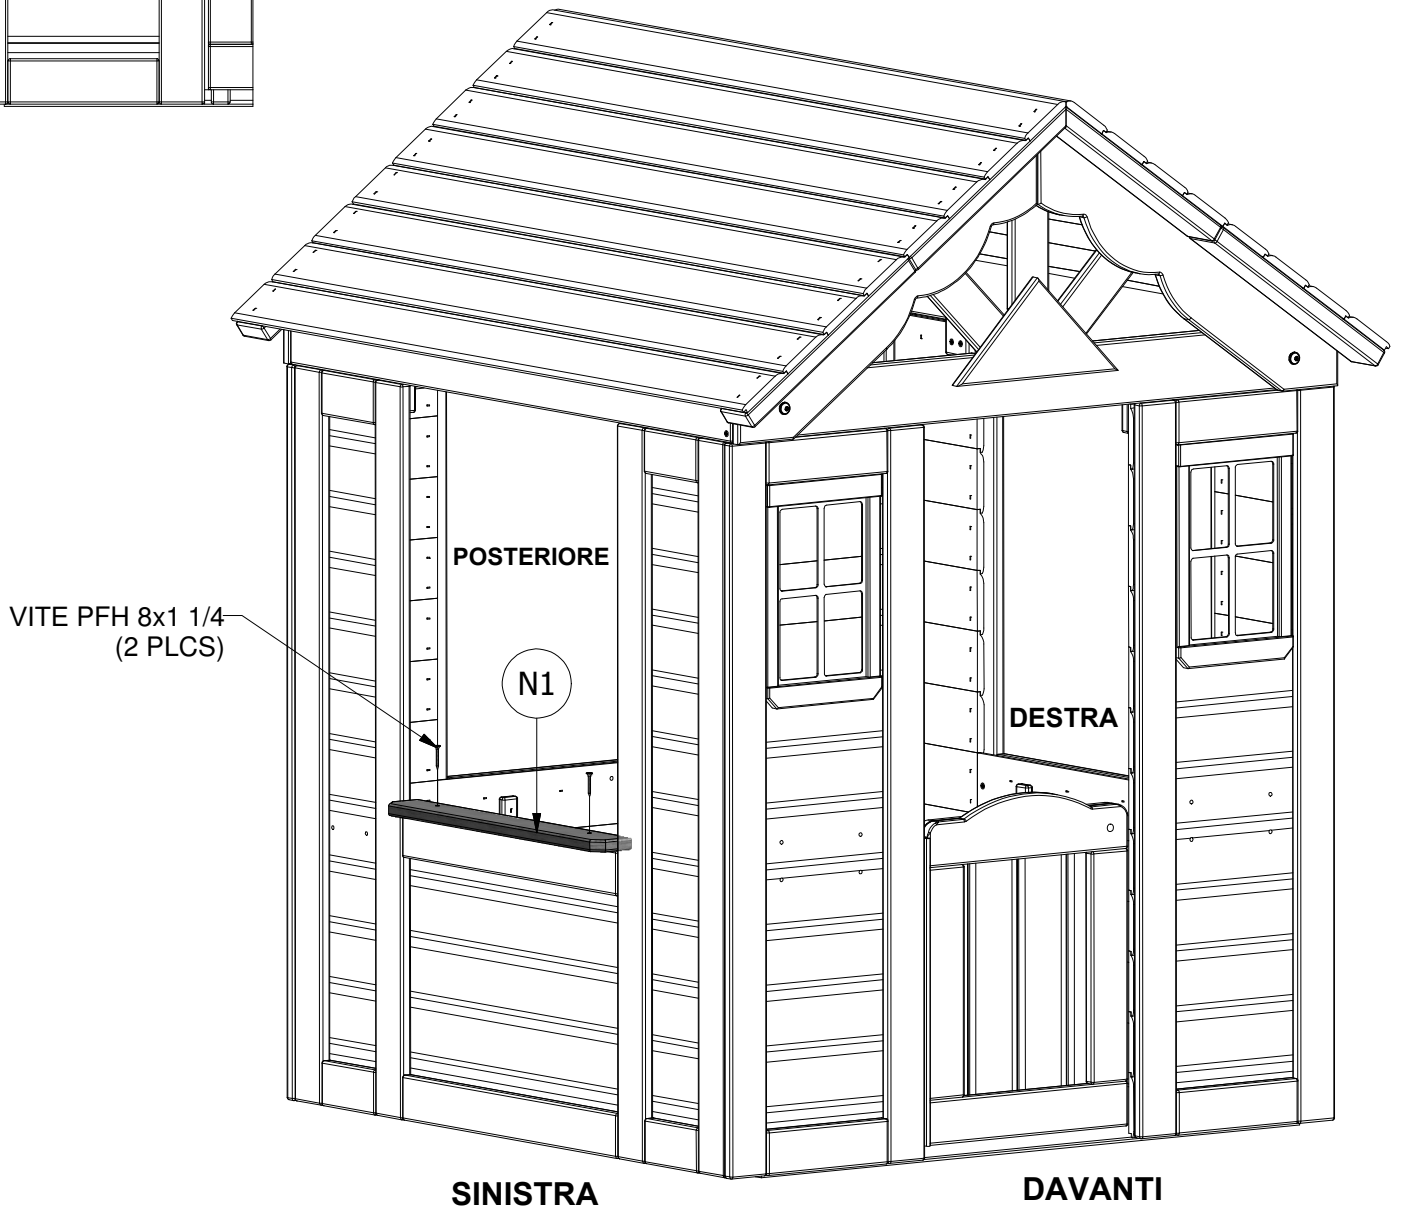 POSTERIORE
VITE PFH 8x1 1/4
(2 PLCS)
N1
DESTRA
SINISTRA
DAVANTI